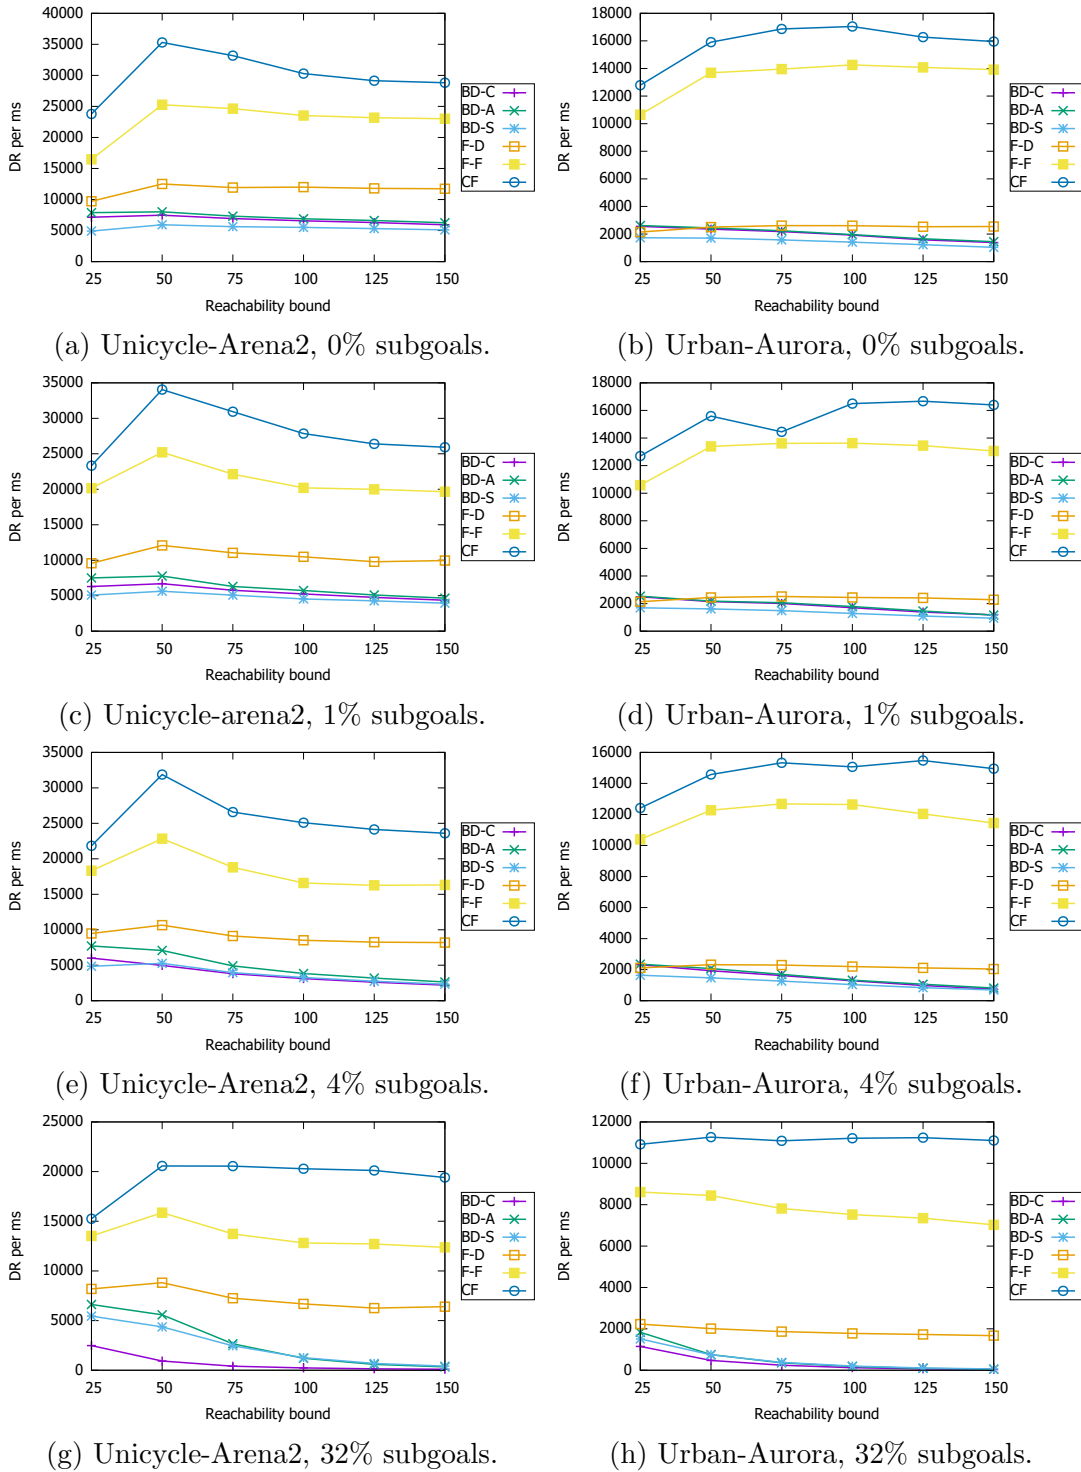 40000
35000
30000
25000
20000
15000
10000
5000
0
DR per ms
25 50 75 100 125 150
Reachability bound
BD-C
BD-A
BD-S
F-D
F-F
CF
(a) Unicycle-Arena2, 0% subgoals.
18000
16000
14000
12000
10000
8000
6000
4000
2000
0
DR per ms
25 50 75 100 125 150
Reachability bound
BD-C
BD-A
BD-S
F-D
F-F
CF
(b) Urban-Aurora, 0% subgoals.
35000
30000
25000
20000
15000
10000
5000
0
DR per ms
25 50 75 100 125 150
Reachability bound
BD-C
BD-A
BD-S
F-D
F-F
CF
(c) Unicycle-arena2, 1% subgoals.
18000
16000
14000
12000
10000
8000
6000
4000
2000
0
DR per ms
25 50 75 100 125 150
Reachability bound
BD-C
BD-A
BD-S
F-D
F-F
CF
(d) Urban-Aurora, 1% subgoals.
35000
30000
25000
20000
15000
10000
5000
0
DR per ms
25 50 75 100 125 150
Reachability bound
BD-C
BD-A
BD-S
F-D
F-F
CF
(e) Unicycle-Arena2, 4% subgoals.
16000
14000
12000
10000
8000
6000
4000
2000
0
DR per ms
25 50 75 100 125 150
Reachability bound
BD-C
BD-A
BD-S
F-D
F-F
CF
(f) Urban-Aurora, 4% subgoals.
25000
20000
15000
10000
5000
0
DR per ms
25 50 75 100 125 150
Reachability bound
BD-C
BD-A
BD-S
F-D
F-F
CF
(g) Unicycle-Arena2, 32% subgoals.
12000
10000
8000
6000
4000
2000
0
DR per ms
25 50 75 100 125 150
Reachability bound
BD-C
BD-A
BD-S
F-D
F-F
CF
(h) Urban-Aurora, 32% subgoals.